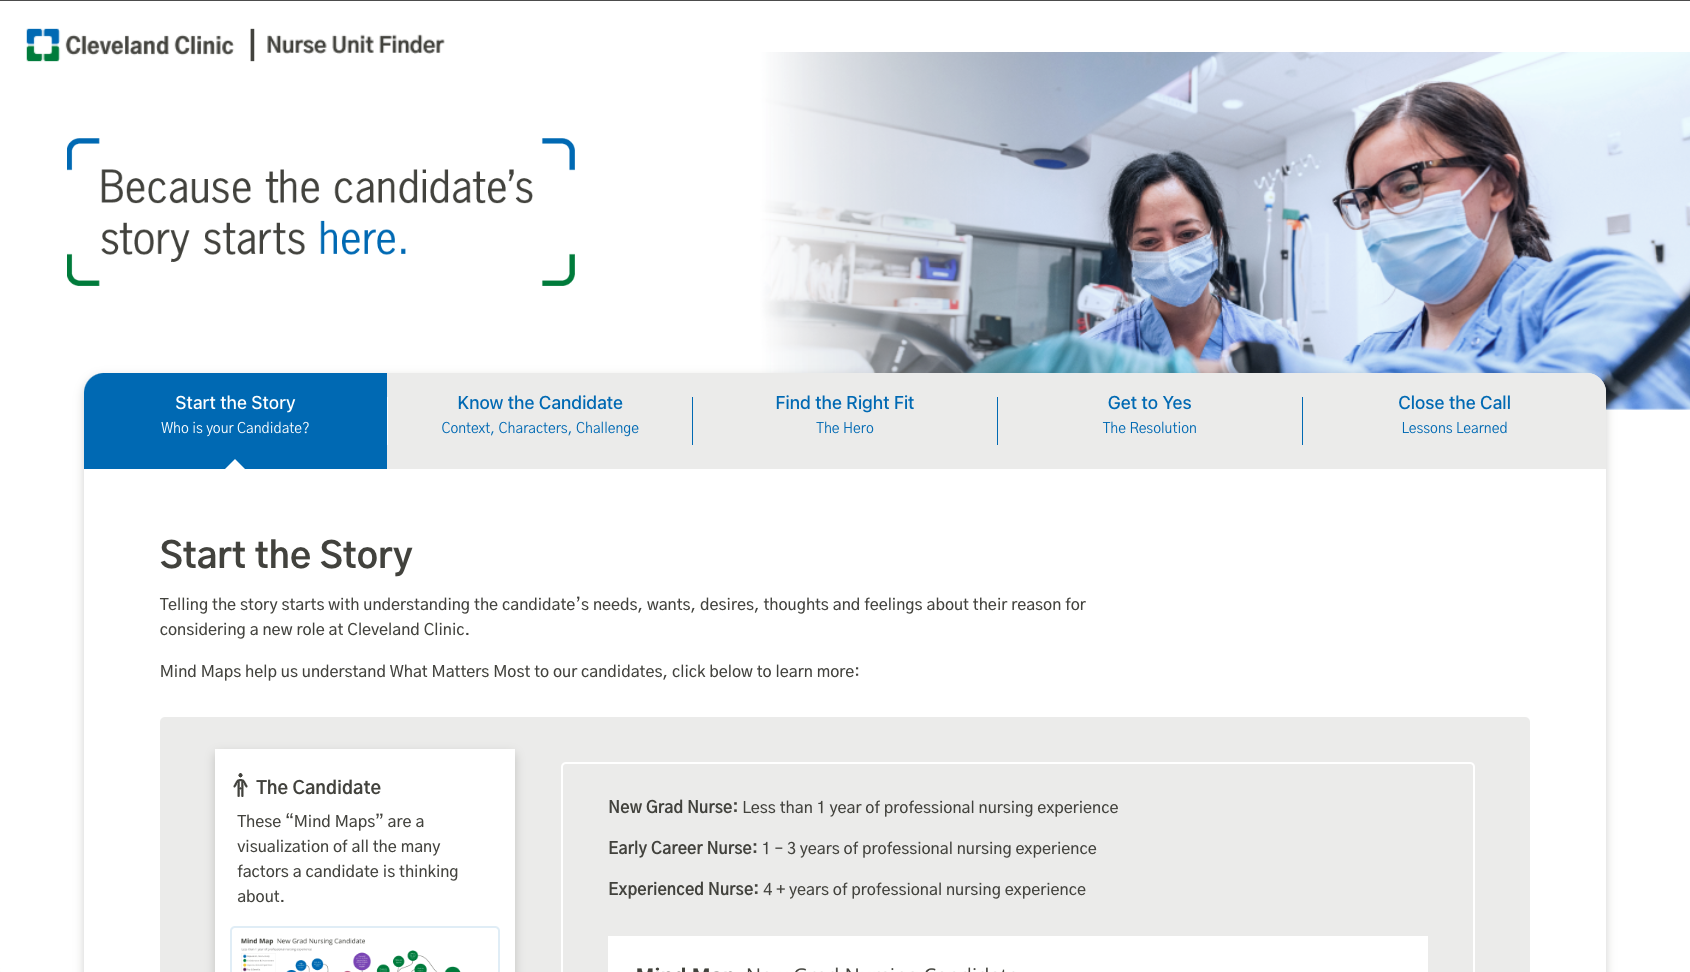 Cleveland Clinic | Nurse Unit Finder
Because the candidate’s
story starts here.
Start the Story
Who is your Candidate?
Know the Candidate
Context, Characters, Challenge
Find the Right Fit
The Hero
Get to Yes
The Resolution
Close the Call
Lessons Learned
Start the Story
Telling the story starts with understanding the candidate’s needs, wants, desires, thoughts and feelings about their reason for
considering a new role at Cleveland Clinic.
Mind Maps help us understand What Matters Most to our candidates, click below to learn more:
The Candidate
These “Mind Maps” are a
visualization of all the many
factors a candidate is thinking
about.
Mind Map New Grad Nursing Candidate
New Grad Nurse: Less than 1 year of professional nursing experience
Early Career Nurse: 1 – 3 years of professional nursing experience
Experienced Nurse: 4 + years of professional nursing experience
Mind Map New Grad Nursing Candidate